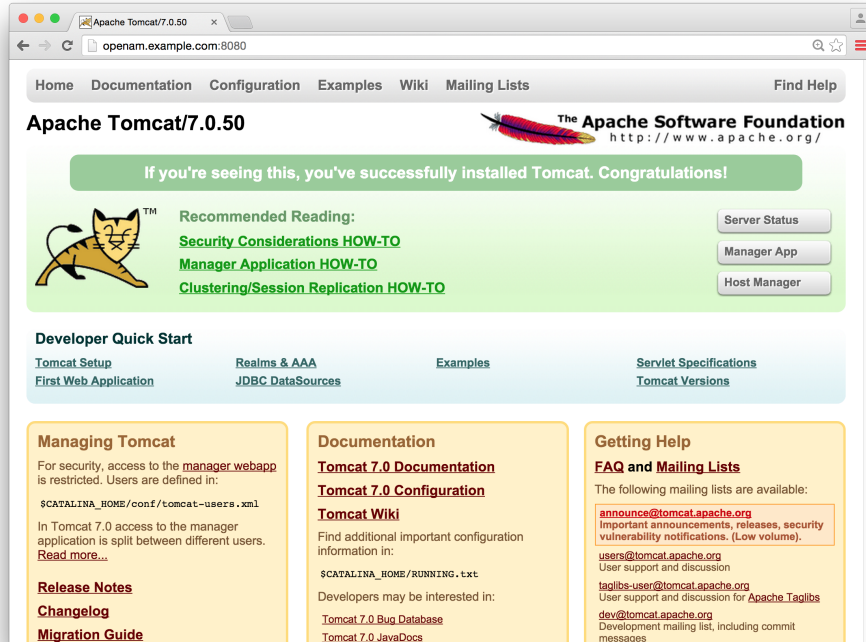 Apache Tomcat/7.0.50
openam.example.com:8080
Home Documentation Configuration Examples Wiki Mailing Lists Find Help
Apache Tomcat/7.0.50
The Apache Software Foundation
http://www.apache.org/
If you're seeing this, you've successfully installed Tomcat. Congratulations!
TM
Recommended Reading:
Security Considerations HOW-TO
Manager Application HOW-TO
Clustering/Session Replication HOW-TO
Server Status
Manager App
Host Manager
Developer Quick Start
Tomcat Setup
First Web Application
Realms & AAA
JDBC DataSources
Examples
Servlet Specifications
Tomcat Versions
Managing Tomcat
For security, access to the manager webapp
is restricted. Users are defined in:
$CATALINA_HOME/conf/tomcat-users.xml
In Tomcat 7.0 access to the manager
application is split between different users.
Read more...
Release Notes
Changelog
Migration Guide
Documentation
Tomcat 7.0 Documentation
Tomcat 7.0 Configuration
Tomcat Wiki
Find additional important configuration
information in:
$CATALINA_HOME/RUNNING.txt
Developers may be interested in:
Tomcat 7.0 Bug Database
Tomcat 7.0 JavaDocs
Getting Help
FAQ and Mailing Lists
The following mailing lists are available:
announce@tomcat.apache.org
Important announcements, releases, security
vulnerability notifications. (Low volume).
users@tomcat.apache.org
User support and discussion
taglibs-user@tomcat.apache.org
User support and discussion for Apache Taglibs
dev@tomcat.apache.org
Development mailing list, including commit
messages